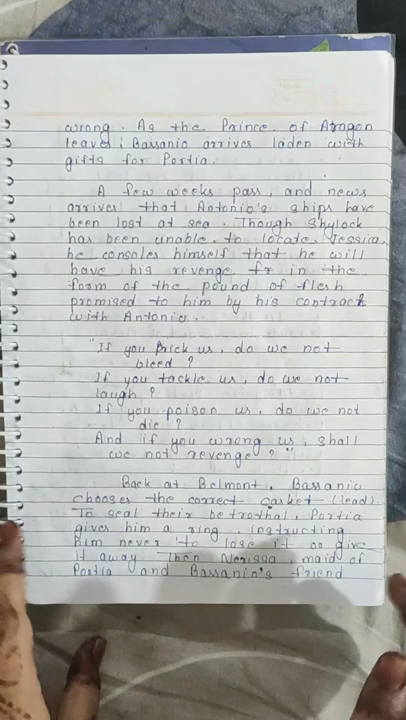 wrong. As the Prince of Aragon
leaves, Bassanio arrives laden with
gifts for Portia.
A few weeks pass, and news
arrives that Antonio's ships have
been lost at sea. Though Shylock
has been unable to locate Jessica,
he consoles himself that he will
have his revenge fr in the
form of the pound of flesh
promised to him by his contract
with Antonio.
"If you prick us, do we not
bleed?
If you tackle us, do we not
laugh?
If you poison us, do we not
die?
And if you wrong us, shall
we not revenge?"
Back at Belmont, Bassanio
chooses the correct casket (lead)
To seal their betrothal, Portia
gives him a ring, instructing
him never to lose it or give
it away. Then Nerissa, maid of
Portia and Bassanio's friend